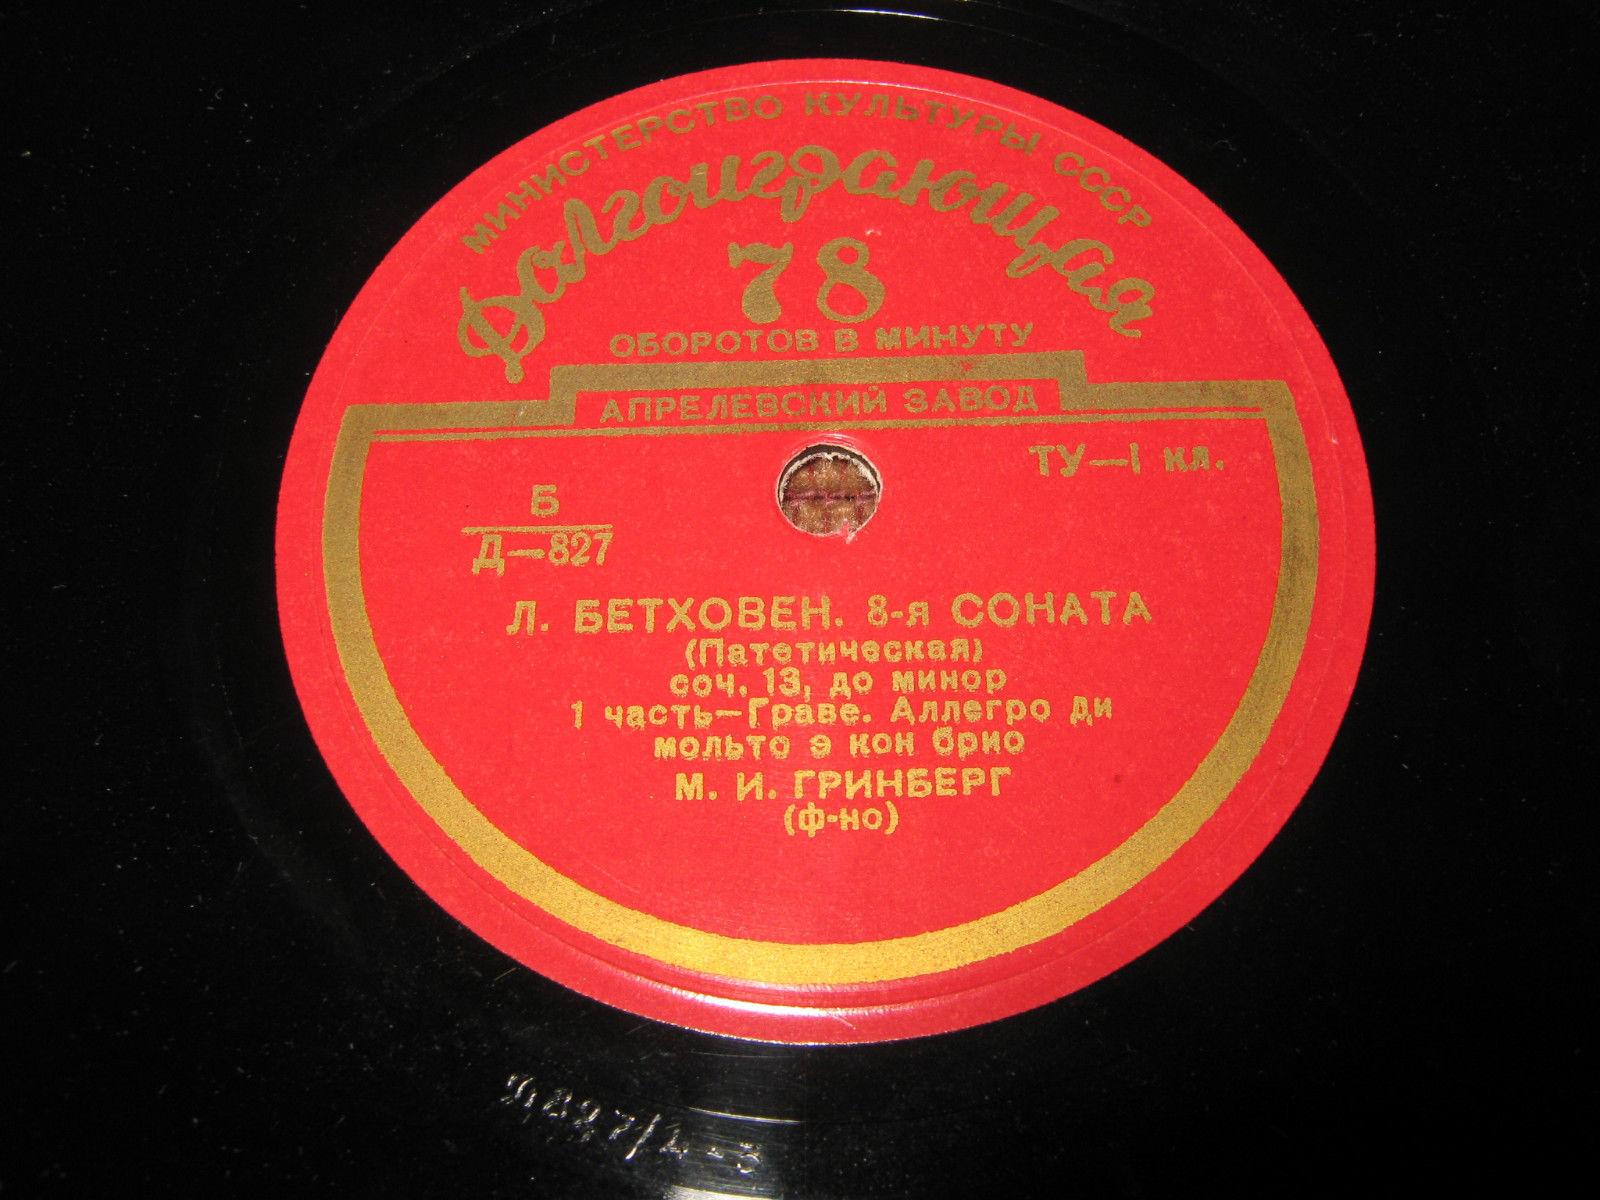 МИНИСТЕРСТВО КУЛЬТУРЫ СССР
Долгоиграющая
78
ОБОРОТОВ В МИНУТУ
АПРЕЛЕВСКИЙ ЗАВОД
ТУ—I кл.
Б
Д—827
Л. БЕТХОВЕН. 8-я СОНАТА
(Патетическая)
соч. 13, до минор
1 часть—Граве. Аллегро ди
мольто э кон брио
М. И. ГРИНБЕРГ
(ф-но)